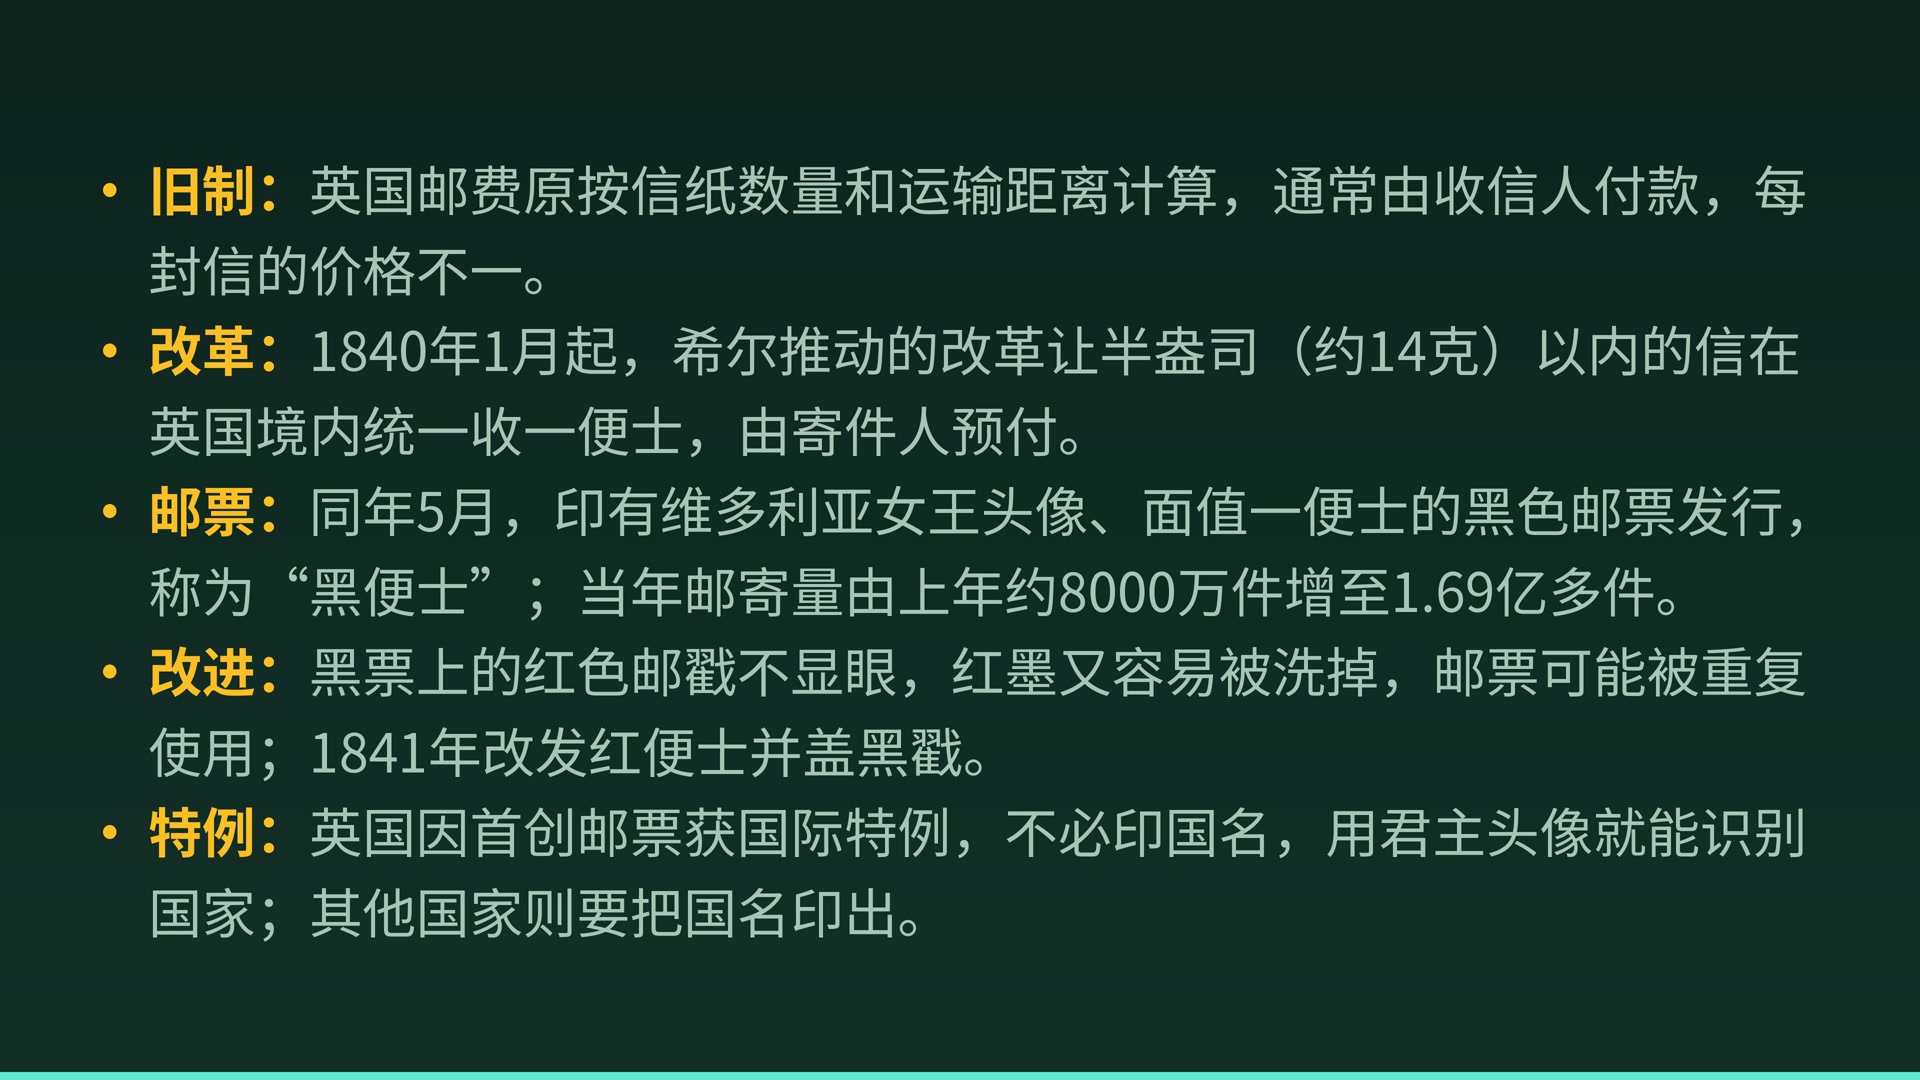 • 旧制：英国邮费原按信纸数量和运输距离计算，通常由收信人付款，每
封信的价格不一。
• 改革：1840年1月起，希尔推动的改革让半盎司（约14克）以内的信在
英国境内统一收一便士，由寄件人预付。
• 邮票：同年5月，印有维多利亚女王头像、面值一便士的黑色邮票发行，
称为“黑便士”；当年邮寄量由上年约8000万件增至1.69亿多件。
• 改进：黑票上的红色邮戳不显眼，红墨又容易被洗掉，邮票可能被重复
使用；1841年改发红便士并盖黑戳。
• 特例：英国因首创邮票获国际特例，不必印国名，用君主头像就能识别
国家；其他国家则要把国名印出。